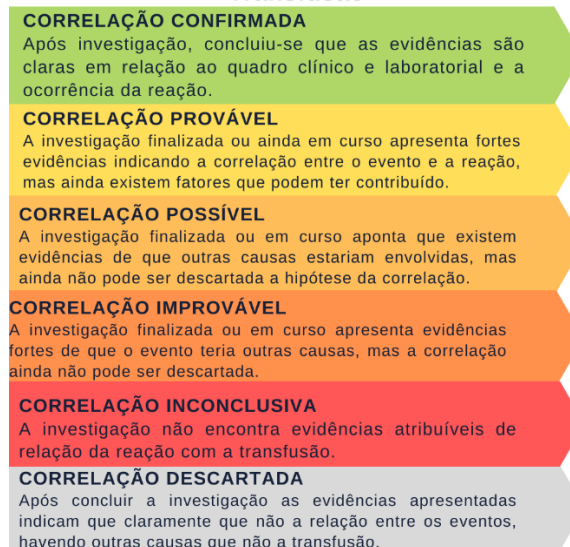 CORRELAÇÃO CONFIRMADA
Após investigação, concluiu-se que as evidências são
claras em relação ao quadro clínico e laboratorial e a
ocorrência da reação.
CORRELAÇÃO PROVÁVEL
A investigação finalizada ou ainda em curso apresenta fortes
evidências indicando a correlação entre o evento e a reação,
mas ainda existem fatores que podem ter contribuído.
CORRELAÇÃO POSSÍVEL
A investigação finalizada ou em curso aponta que existem
evidências de que outras causas estariam envolvidas, mas
ainda não pode ser descartada a hipótese da correlação.
CORRELAÇÃO IMPROVÁVEL
A investigação finalizada ou em curso apresenta evidências
fortes de que o evento teria outras causas, mas a correlação
ainda não pode ser descartada.
CORRELAÇÃO INCONCLUSIVA
A investigação não encontra evidências atribuíveis de
relação da reação com a transfusão.
CORRELAÇÃO DESCARTADA
Após concluir a investigação as evidências apresentadas
indicam que claramente que não a relação entre os eventos,
havendo outras causas que não a transfusão.